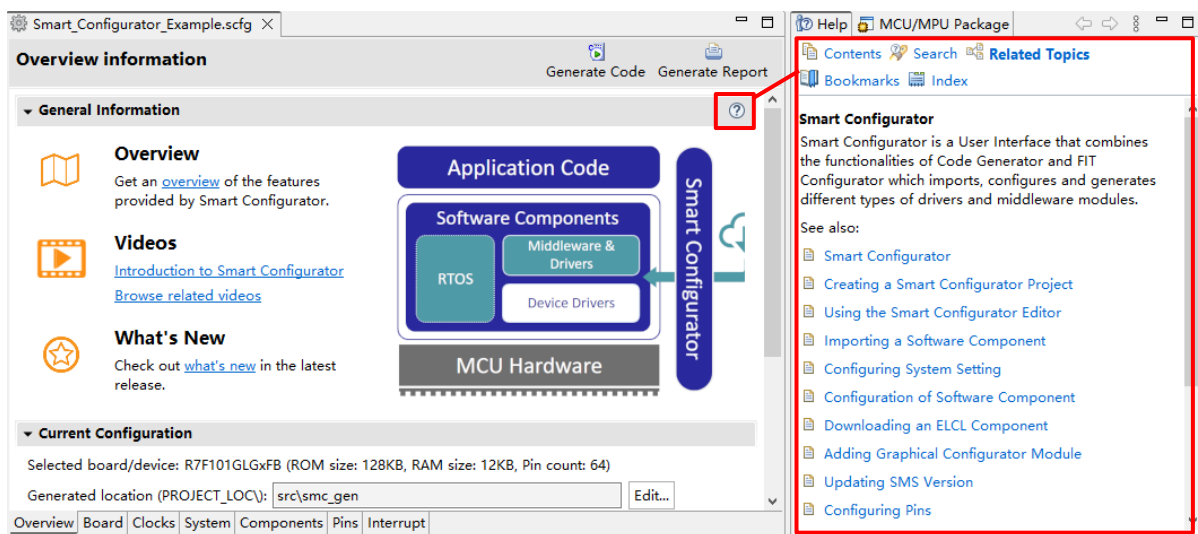 Smart_Configurator_Example.scfg
Overview information
Generate Code
Generate Report
General Information
Overview
Get an overview of the features
provided by Smart Configurator.
Videos
Introduction to Smart Configurator
Browse related videos
What's New
Check out what's new in the latest
release.
Application Code
Software Components
RTOS
Middleware &
Drivers
Device Drivers
MCU Hardware
Smart Configurator
Current Configuration
Selected board/device: R7F101GLGxFB (ROM size: 128KB, RAM size: 12KB, Pin count: 64)
Generated location (PROJECT_LOC\): src\smc_gen Edit...
Overview Board Clocks System Components Pins Interrupt
Help MCU/MPU Package
Contents Search Related Topics
Bookmarks Index
Smart Configurator
Smart Configurator is a User Interface that combines
the functionalities of Code Generator and FIT
Configurator which imports, configures and generates
different types of drivers and middleware modules.
See also:
Smart Configurator
Creating a Smart Configurator Project
Using the Smart Configurator Editor
Importing a Software Component
Configuring System Setting
Configuration of Software Component
Downloading an ELCL Component
Adding Graphical Configurator Module
Updating SMS Version
Configuring Pins